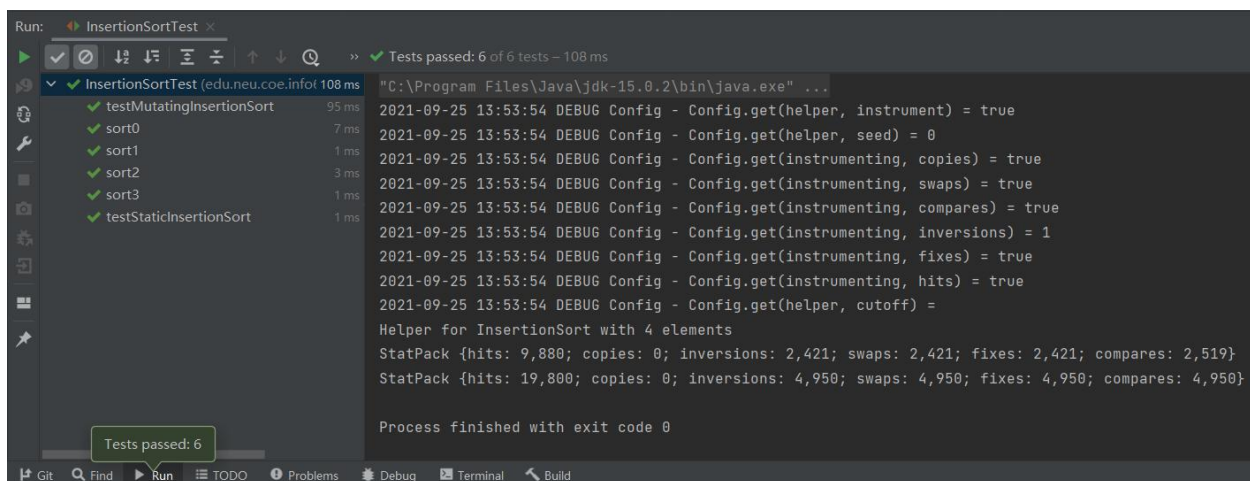 Run: InsertionSortTest ×
» Tests passed: 6 of 6 tests – 108 ms
InsertionSortTest (edu.neu.coe.info( 108 ms
testMutatingInsertionSort 95 ms
sort0 7 ms
sort1 1 ms
sort2 3 ms
sort3 1 ms
testStaticInsertionSort 1 ms
"C:\Program Files\Java\jdk-15.0.2\bin\java.exe" ...
2021-09-25 13:53:54 DEBUG Config - Config.get(helper, instrument) = true
2021-09-25 13:53:54 DEBUG Config - Config.get(helper, seed) = 0
2021-09-25 13:53:54 DEBUG Config - Config.get(instrumenting, copies) = true
2021-09-25 13:53:54 DEBUG Config - Config.get(instrumenting, swaps) = true
2021-09-25 13:53:54 DEBUG Config - Config.get(instrumenting, compares) = true
2021-09-25 13:53:54 DEBUG Config - Config.get(instrumenting, inversions) = 1
2021-09-25 13:53:54 DEBUG Config - Config.get(instrumenting, fixes) = true
2021-09-25 13:53:54 DEBUG Config - Config.get(instrumenting, hits) = true
2021-09-25 13:53:54 DEBUG Config - Config.get(helper, cutoff) =
Helper for InsertionSort with 4 elements
StatPack {hits: 9,880; copies: 0; inversions: 2,421; swaps: 2,421; fixes: 2,421; compares: 2,519}
StatPack {hits: 19,800; copies: 0; inversions: 4,950; swaps: 4,950; fixes: 4,950; compares: 4,950}
Process finished with exit code 0
Tests passed: 6
Git Find Run TODO Problems Debug Terminal Build